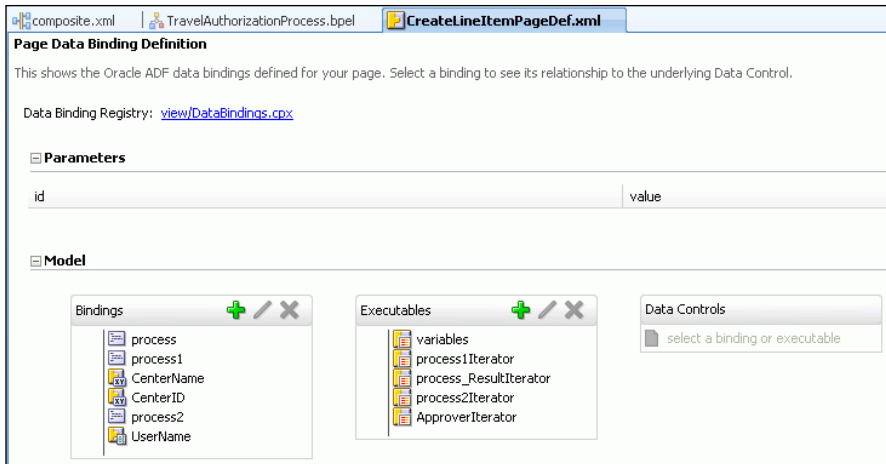 composite.xml TravelAuthorizationProcess.bpel CreateLineItemPageDef.xml
Page Data Binding Definition
This shows the Oracle ADF data bindings defined for your page. Select a binding to see its relationship to the underlying Data Control.
Data Binding Registry: view/DataBindings.cpx
Parameters
id value
Model
Bindings
process
process1
CenterName
CenterID
process2
UserName
Executables
variables
process1Iterator
process_ResultIterator
process2Iterator
ApproverIterator
Data Controls
select a binding or executable